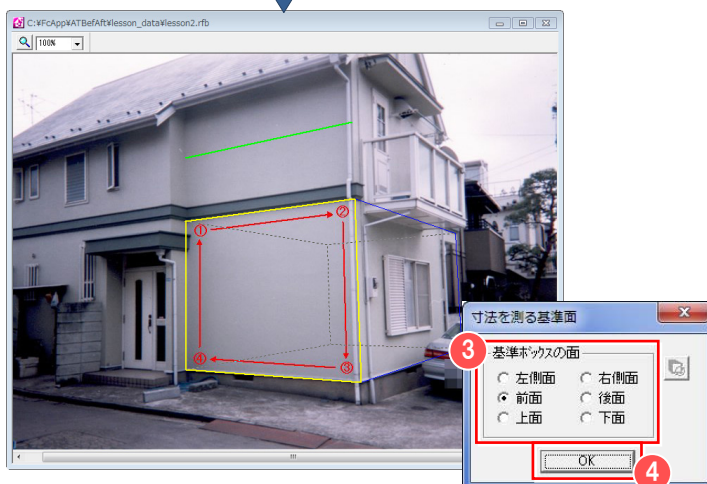 C:¥FcApp¥ATBefAft¥lesson_data¥lesson2.rfb
100%
①
②
③
④
寸法を測る基準面
3
基準ボックスの面
左側面 右側面
前面 後面
上面 下面
OK
4